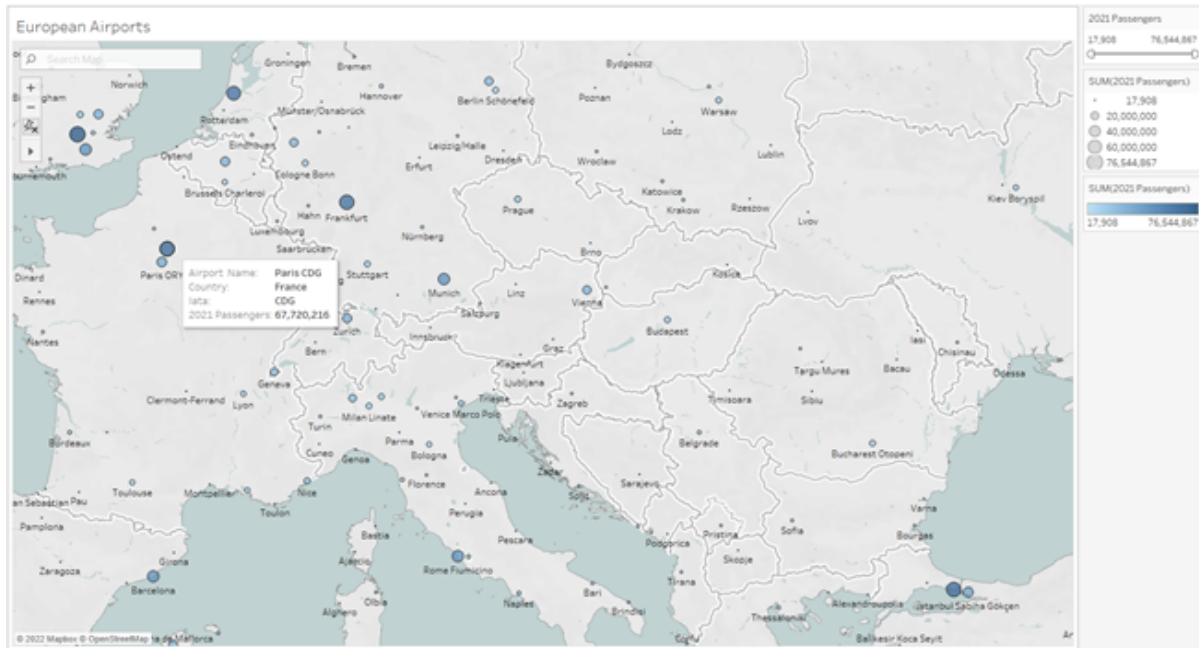 European Airports
Search Map
Groningen
Bremen
Bydgoszcz
Norwich
Hannover
Berlin Schönefeld
Poznan
Warsaw
Münster/Osnabrück
Rotterdam
Lodz
Eindhoven
Leipzig/Halle
Ostend
Dresden
Wroclaw
Lublin
Erfurt
Cologne Bonn
Brussels Charleroi
Katowice
Kiev Boryspil
Prague
Krakow
Rzeszow
Hahn
Frankfurt
Lvov
Luxembourg
Nürnberg
Saarbrücken
Brno
Paris ORY
Stuttgart
Kosice
Dinard
Airport Name: Paris CDG
Country: France
Iata: CDG
2021 Passengers: 67,720,216
Munich
Linz
Vienna
Rennes
Salzburg
Zurich
Budapest
Nantes
Innsbruck
Iasi
Bern
Graz
Chisinau
Klagenfurt
Targu Mures
Bacau
Odessa
Geneva
Ljubljana
Clermont-Ferrand
Lyon
Trieste
Zagreb
Timisoara
Sibiu
Milan Linate
Venice Marco Polo
Turin
Bordeaux
Parma
Pula
Belgrade
Cuneo
Bologna
Bucharest Otopeni
Genoa
Zadar
Toulouse
Montpellier
Nice
Florence
Sarajevo
an Sebastian
Pau
Ancona
Split
Toulon
Perugia
Varna
Pamplona
Bastia
Pescara
Podgorica
Pristina
Sofia
Bourgas
Girona
Ajaccio
Skopje
Zaragoza
Rome Fiumicino
Tirana
Barcelona
Olbia
Naples
Bari
Alghero
Brindisi
Thessaloniki
Alexandroupolis
Istanbul Sabiha Gökçen
© 2022 Mapbox © OpenStreetMap
na de Mallorca
Corfu
Balikesir Koca Seyit
Ar
2021 Passengers
17,908 76,544,867
SUM(2021 Passengers)
17,908
20,000,000
40,000,000
60,000,000
76,544,867
SUM(2021 Passengers)
17,908 76,544,867